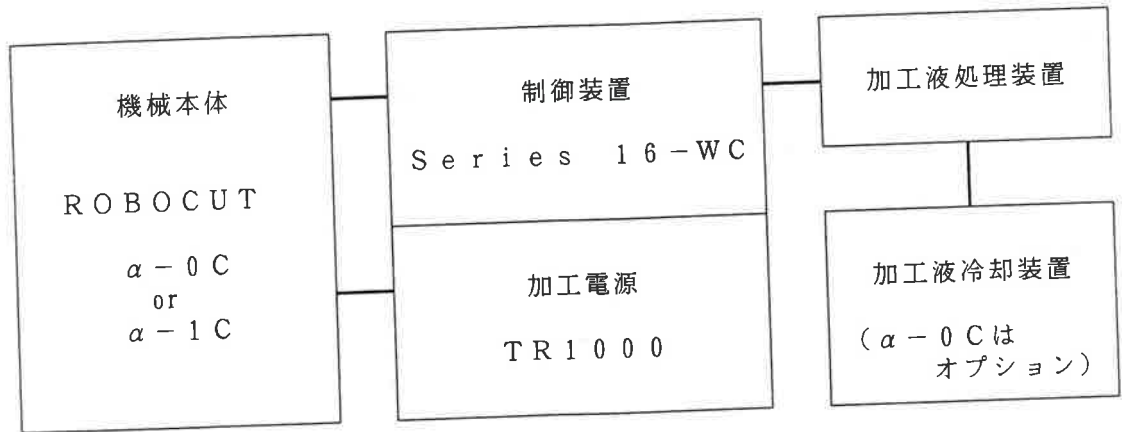 機械本体
ROBOCUT
α-0C
or
α-1C
制御装置
Series 16-WC
加工電源
TR1000
加工液処理装置
加工液冷却装置
(α-0Cは
オプション)